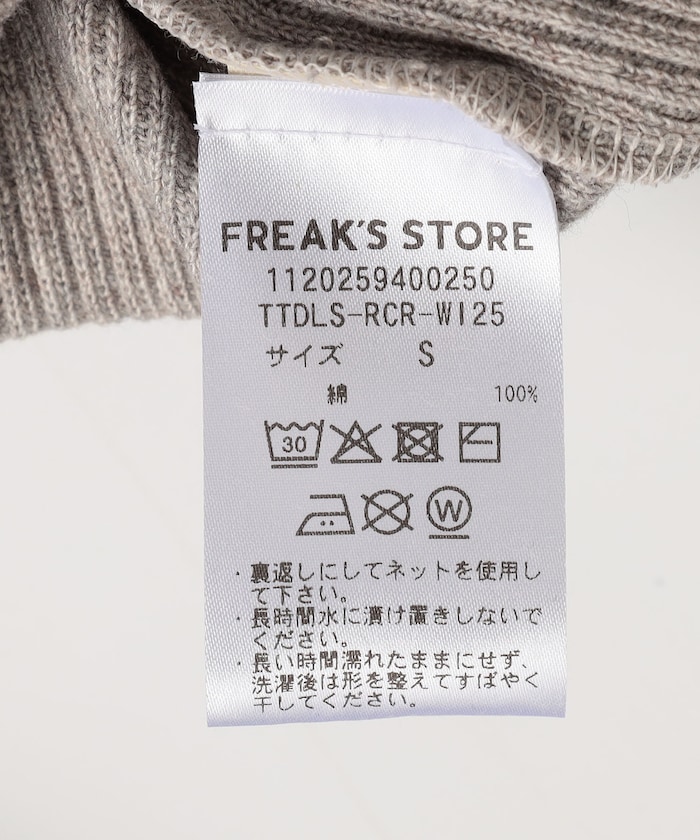 FREAK'S STORE
1120259400250
TTDLS-RCR-WI25
サイズ S
綿 100%
30
W
・裏返しにしてネットを使用し
て下さい。
・長時間水に漬け置きしないで
ください。
・長い時間濡れたままにせず、
洗濯後は形を整えてすばやく
干してください。